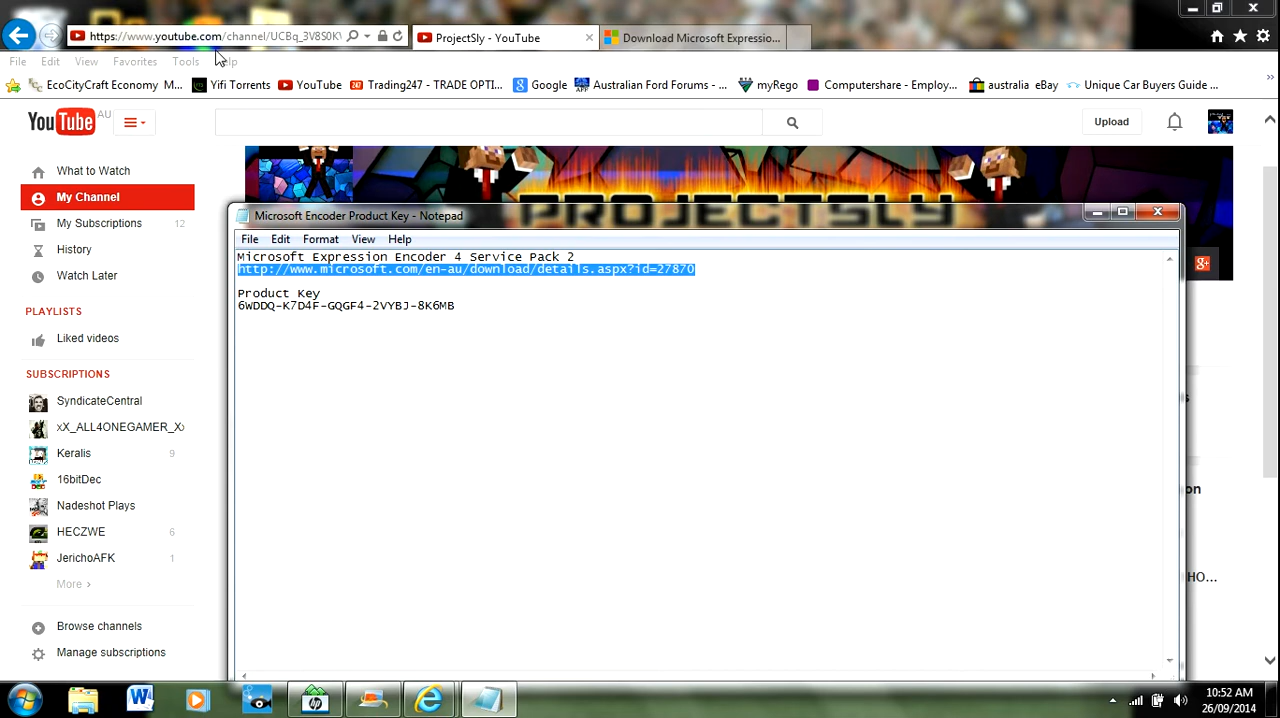 https://www.youtube.com/channel/UCBq_3V8S0K
ProjectSly - YouTube
Download Microsoft Expressio...
File Edit View Favorites Tools Help
EcoCityCraft Economy M...
Yifi Torrents
YouTube
Trading247 - TRADE OPTI...
Google
Australian Ford Forums - ...
myRego
Computershare - Employ...
australia eBay
Unique Car Buyers Guide ...
YouTube AU
Upload
What to Watch
My Channel
My Subscriptions 12
History
Watch Later
PLAYLISTS
Liked videos
SUBSCRIPTIONS
SyndicateCentral
xX_ALL4ONEGAMER_Xx
Keralis 9
16bitDec
Nadeshot Plays
HECZWE 6
JerichoAFK 1
More >
Browse channels
Manage subscriptions
PROJECTSLY
Microsoft Encoder Product Key - Notepad
File Edit Format View Help
Microsoft Expression Encoder 4 Service Pack 2
http://www.microsoft.com/en-au/download/details.aspx?id=27870
Product Key
6WDDQ-K7D4F-GQGF4-2VYBJ-8K6MB
on
HO...
10:52 AM
26/09/2014